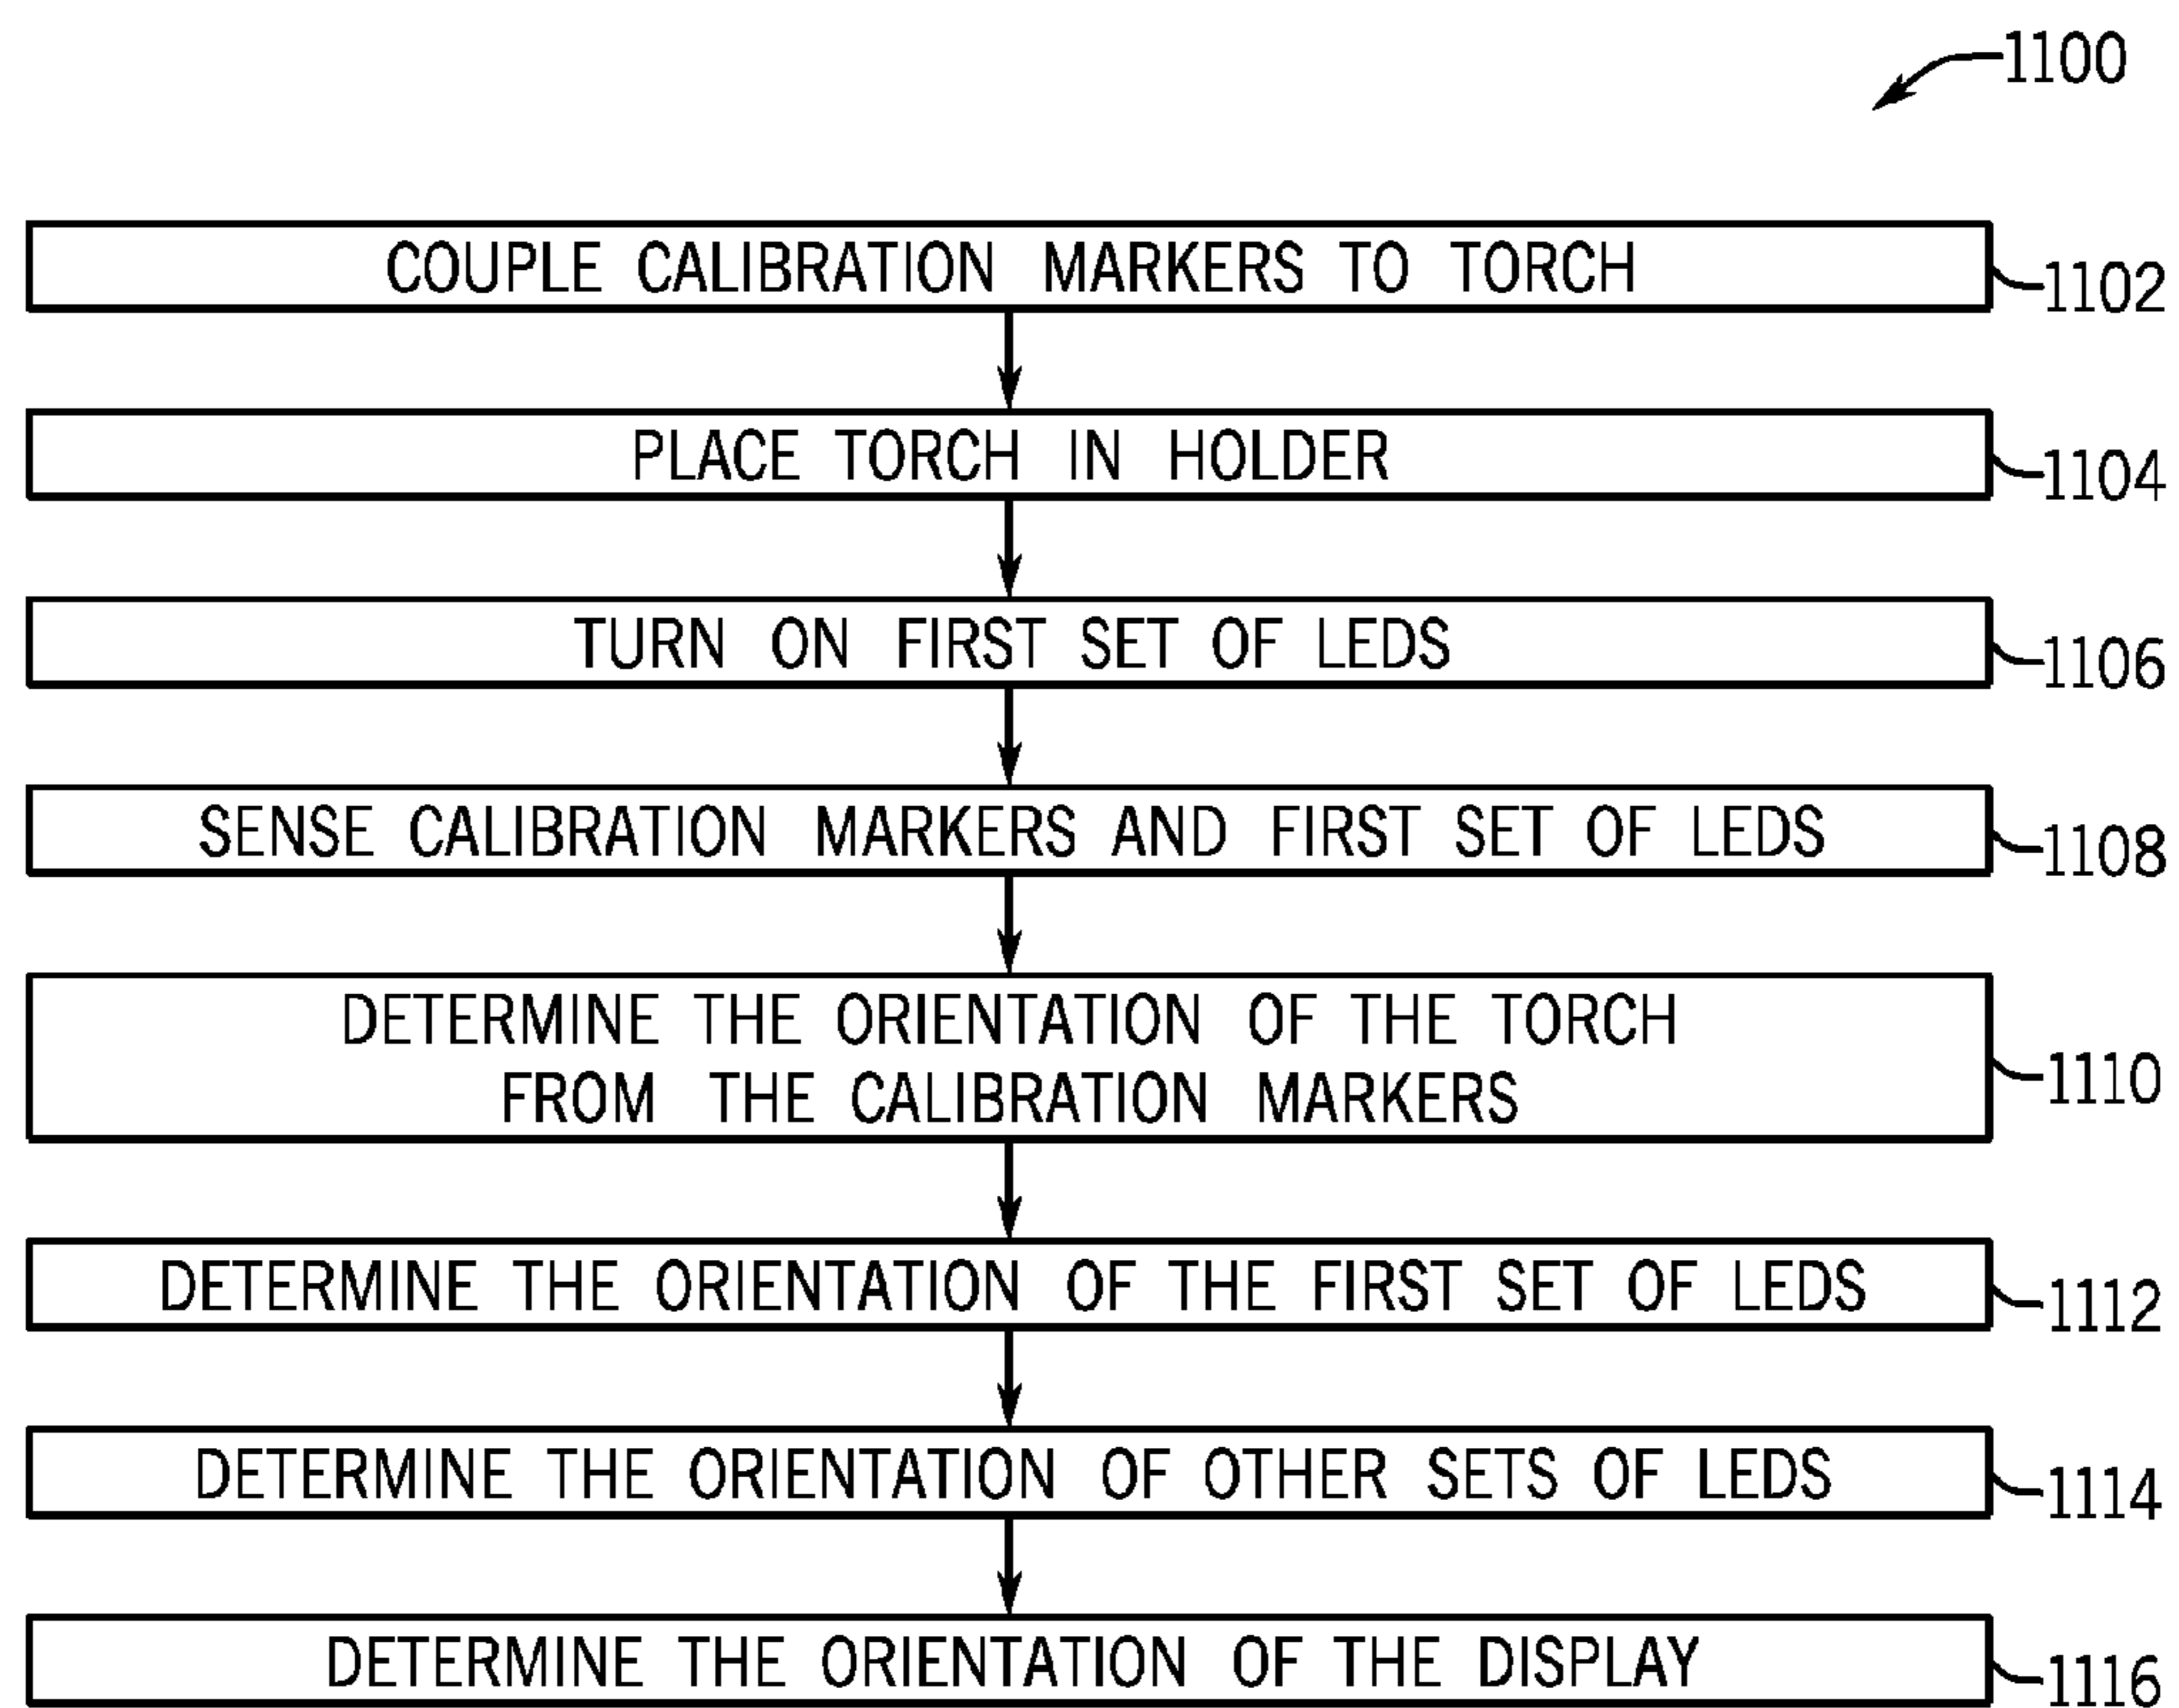 1100
COUPLE CALIBRATION MARKERS TO TORCH
1102
PLACE TORCH IN HOLDER
1104
TURN ON FIRST SET OF LEDS
1106
SENSE CALIBRATION MARKERS AND FIRST SET OF LEDS
1108
DETERMINE THE ORIENTATION OF THE TORCH
FROM THE CALIBRATION MARKERS
1110
DETERMINE THE ORIENTATION OF THE FIRST SET OF LEDS
1112
DETERMINE THE ORIENTATION OF OTHER SETS OF LEDS
1114
DETERMINE THE ORIENTATION OF THE DISPLAY
1116